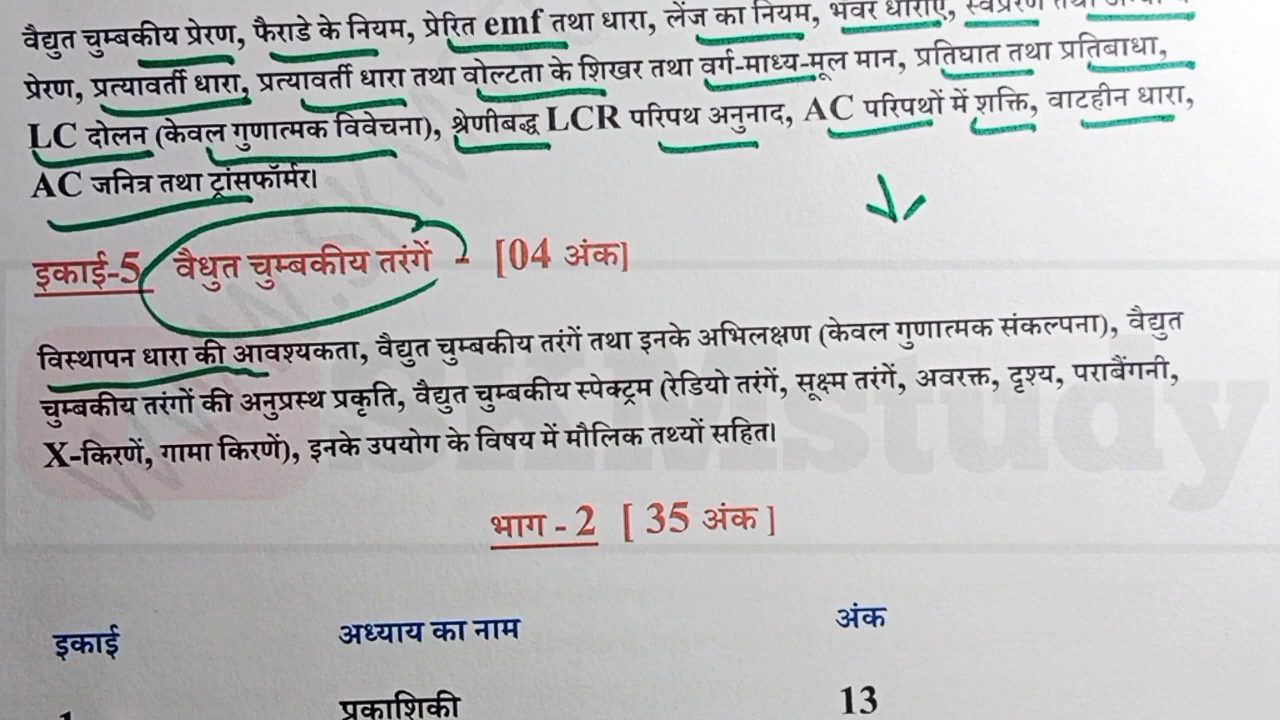 वैद्युत चुम्बकीय प्रेरण, फैराडे के नियम, प्रेरित emf तथा धारा, लेंज का नियम, भँवर धाराएँ, स्वप्रेरण तथा
प्रेरण, प्रत्यावर्ती धारा, प्रत्यावर्ती धारा तथा वोल्टता के शिखर तथा वर्ग-माध्य-मूल मान, प्रतिघात तथा प्रतिबाधा,
LC दोलन (केवल गुणात्मक विवेचना), श्रेणीबद्ध LCR परिपथ अनुनाद, AC परिपथों में शक्ति, वाटहीन धारा,
AC जनित्र तथा ट्रांसफॉर्मर।
इकाई-5 वैधुत चुम्बकीय तरंगें - [04 अंक]
विस्थापन धारा की आवश्यकता, वैद्युत चुम्बकीय तरंगें तथा इनके अभिलक्षण (केवल गुणात्मक संकल्पना), वैद्युत
चुम्बकीय तरंगों की अनुप्रस्थ प्रकृति, वैद्युत चुम्बकीय स्पेक्ट्रम (रेडियो तरंगें, सूक्ष्म तरंगें, अवरक्त, दृश्य, पराबैंगनी,
X-किरणें, गामा किरणें), इनके उपयोग के विषय में मौलिक तथ्यों सहित।
SKMstudy
भाग - 2 [ 35 अंक ]
इकाई अध्याय का नाम अंक
प्रकाशिकी 13